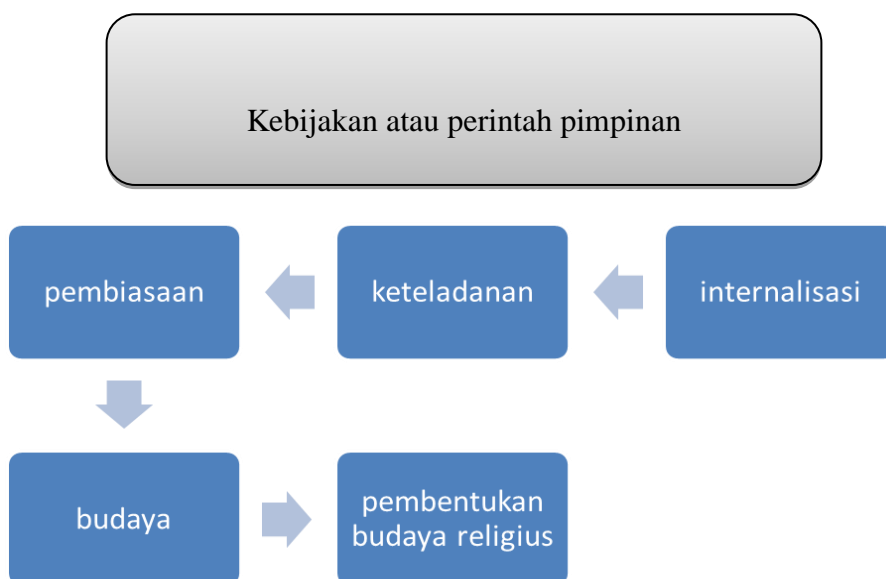 Kebijakan atau perintah pimpinan
pembiasaan
keteladanan
internalisasi
budaya
pembentukan
budaya religius